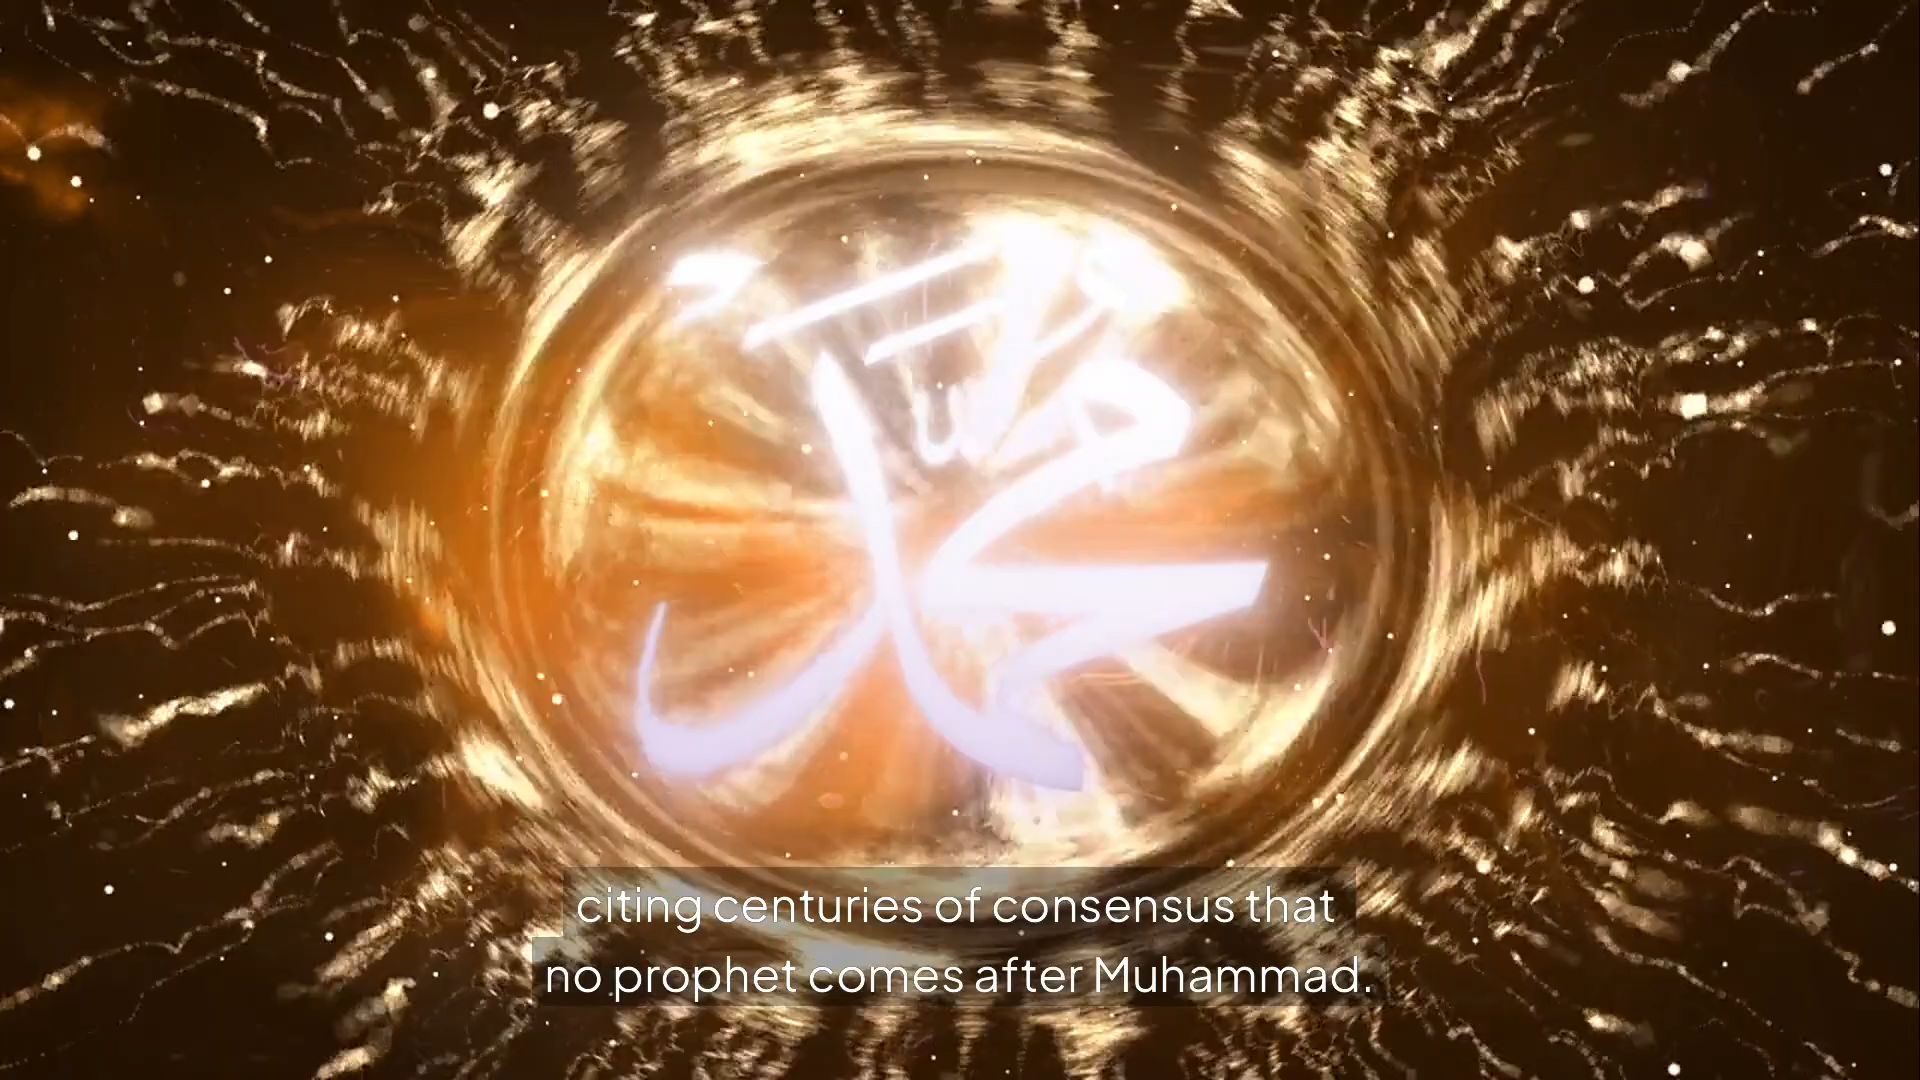 محمد
citing centuries of consensus that
no prophet comes after Muhammad.